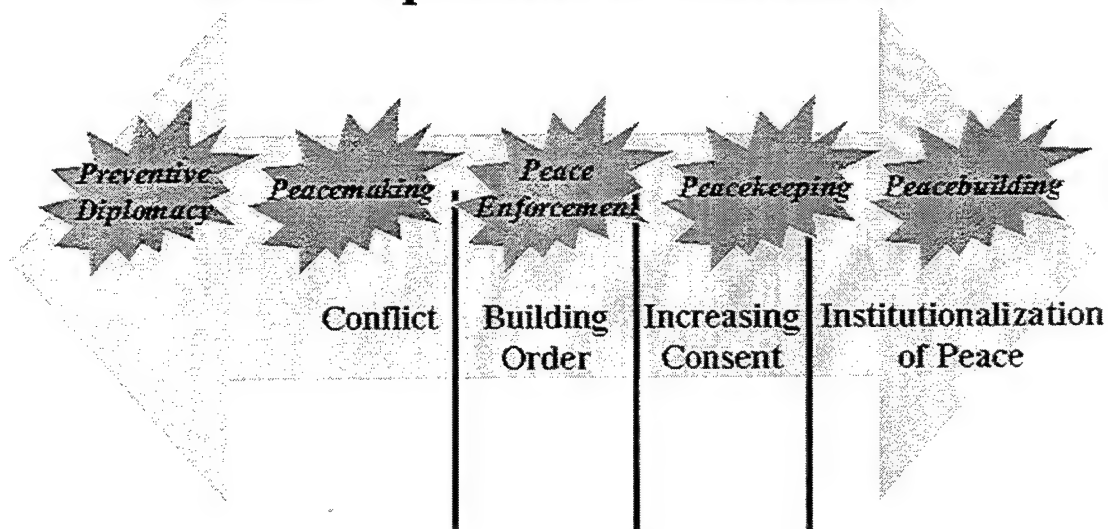 Preventive
Diplomacy
Peacemaking
Peace
Enforcement
Peacekeeping
Peacebuilding
Conflict
Building
Order
Increasing
Consent
Institutionalization
of Peace